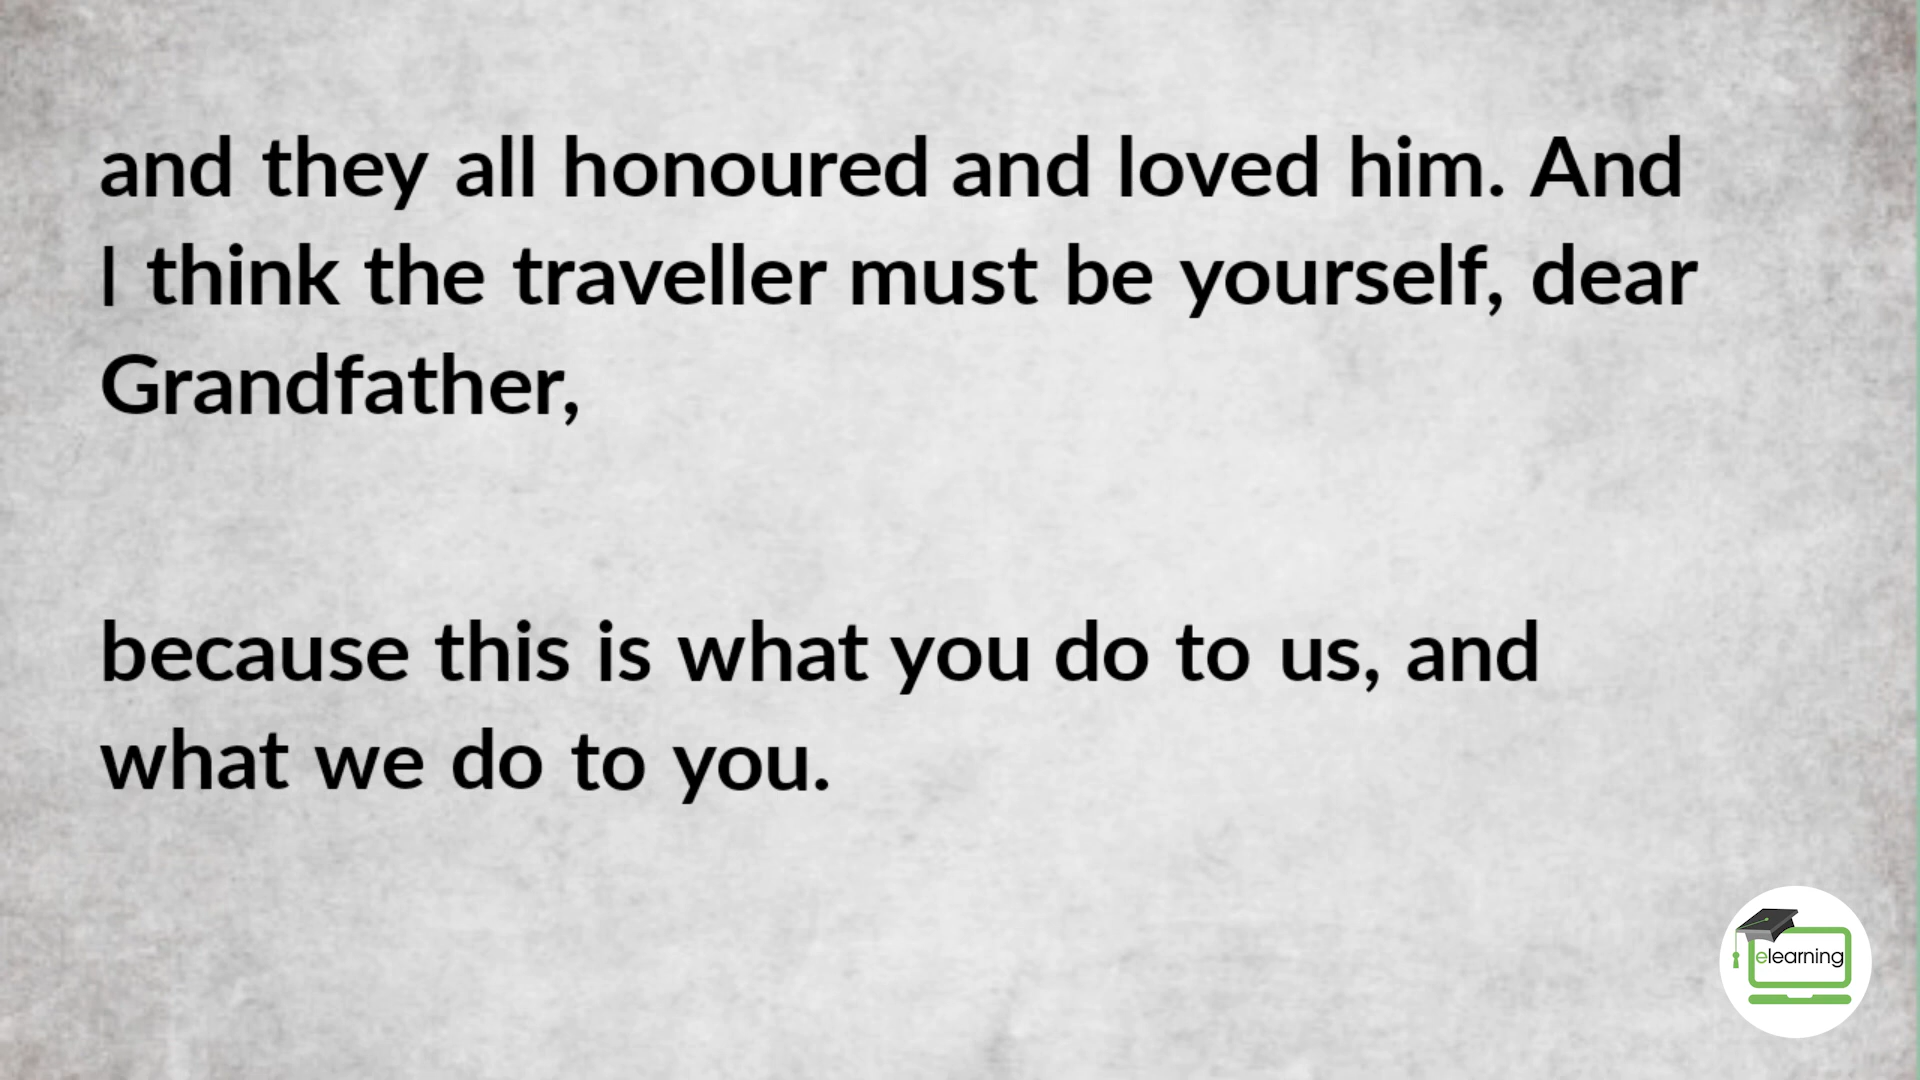 and they all honoured and loved him. And
I think the traveller must be yourself, dear
Grandfather,
because this is what you do to us, and
what we do to you.
elearning